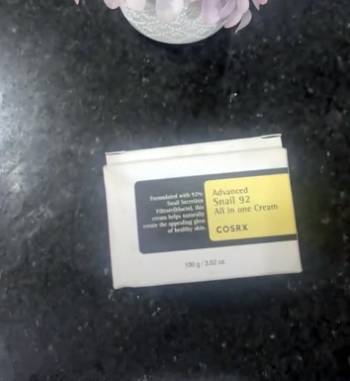 Formulated with 92%
Snail Secretion
Filtrate(Mucin), this
cream helps naturally
create the appealing glow
of healthy skin.
Advanced
Snail 92
All in one Cream
COSRX
100 g / 3.52 oz.